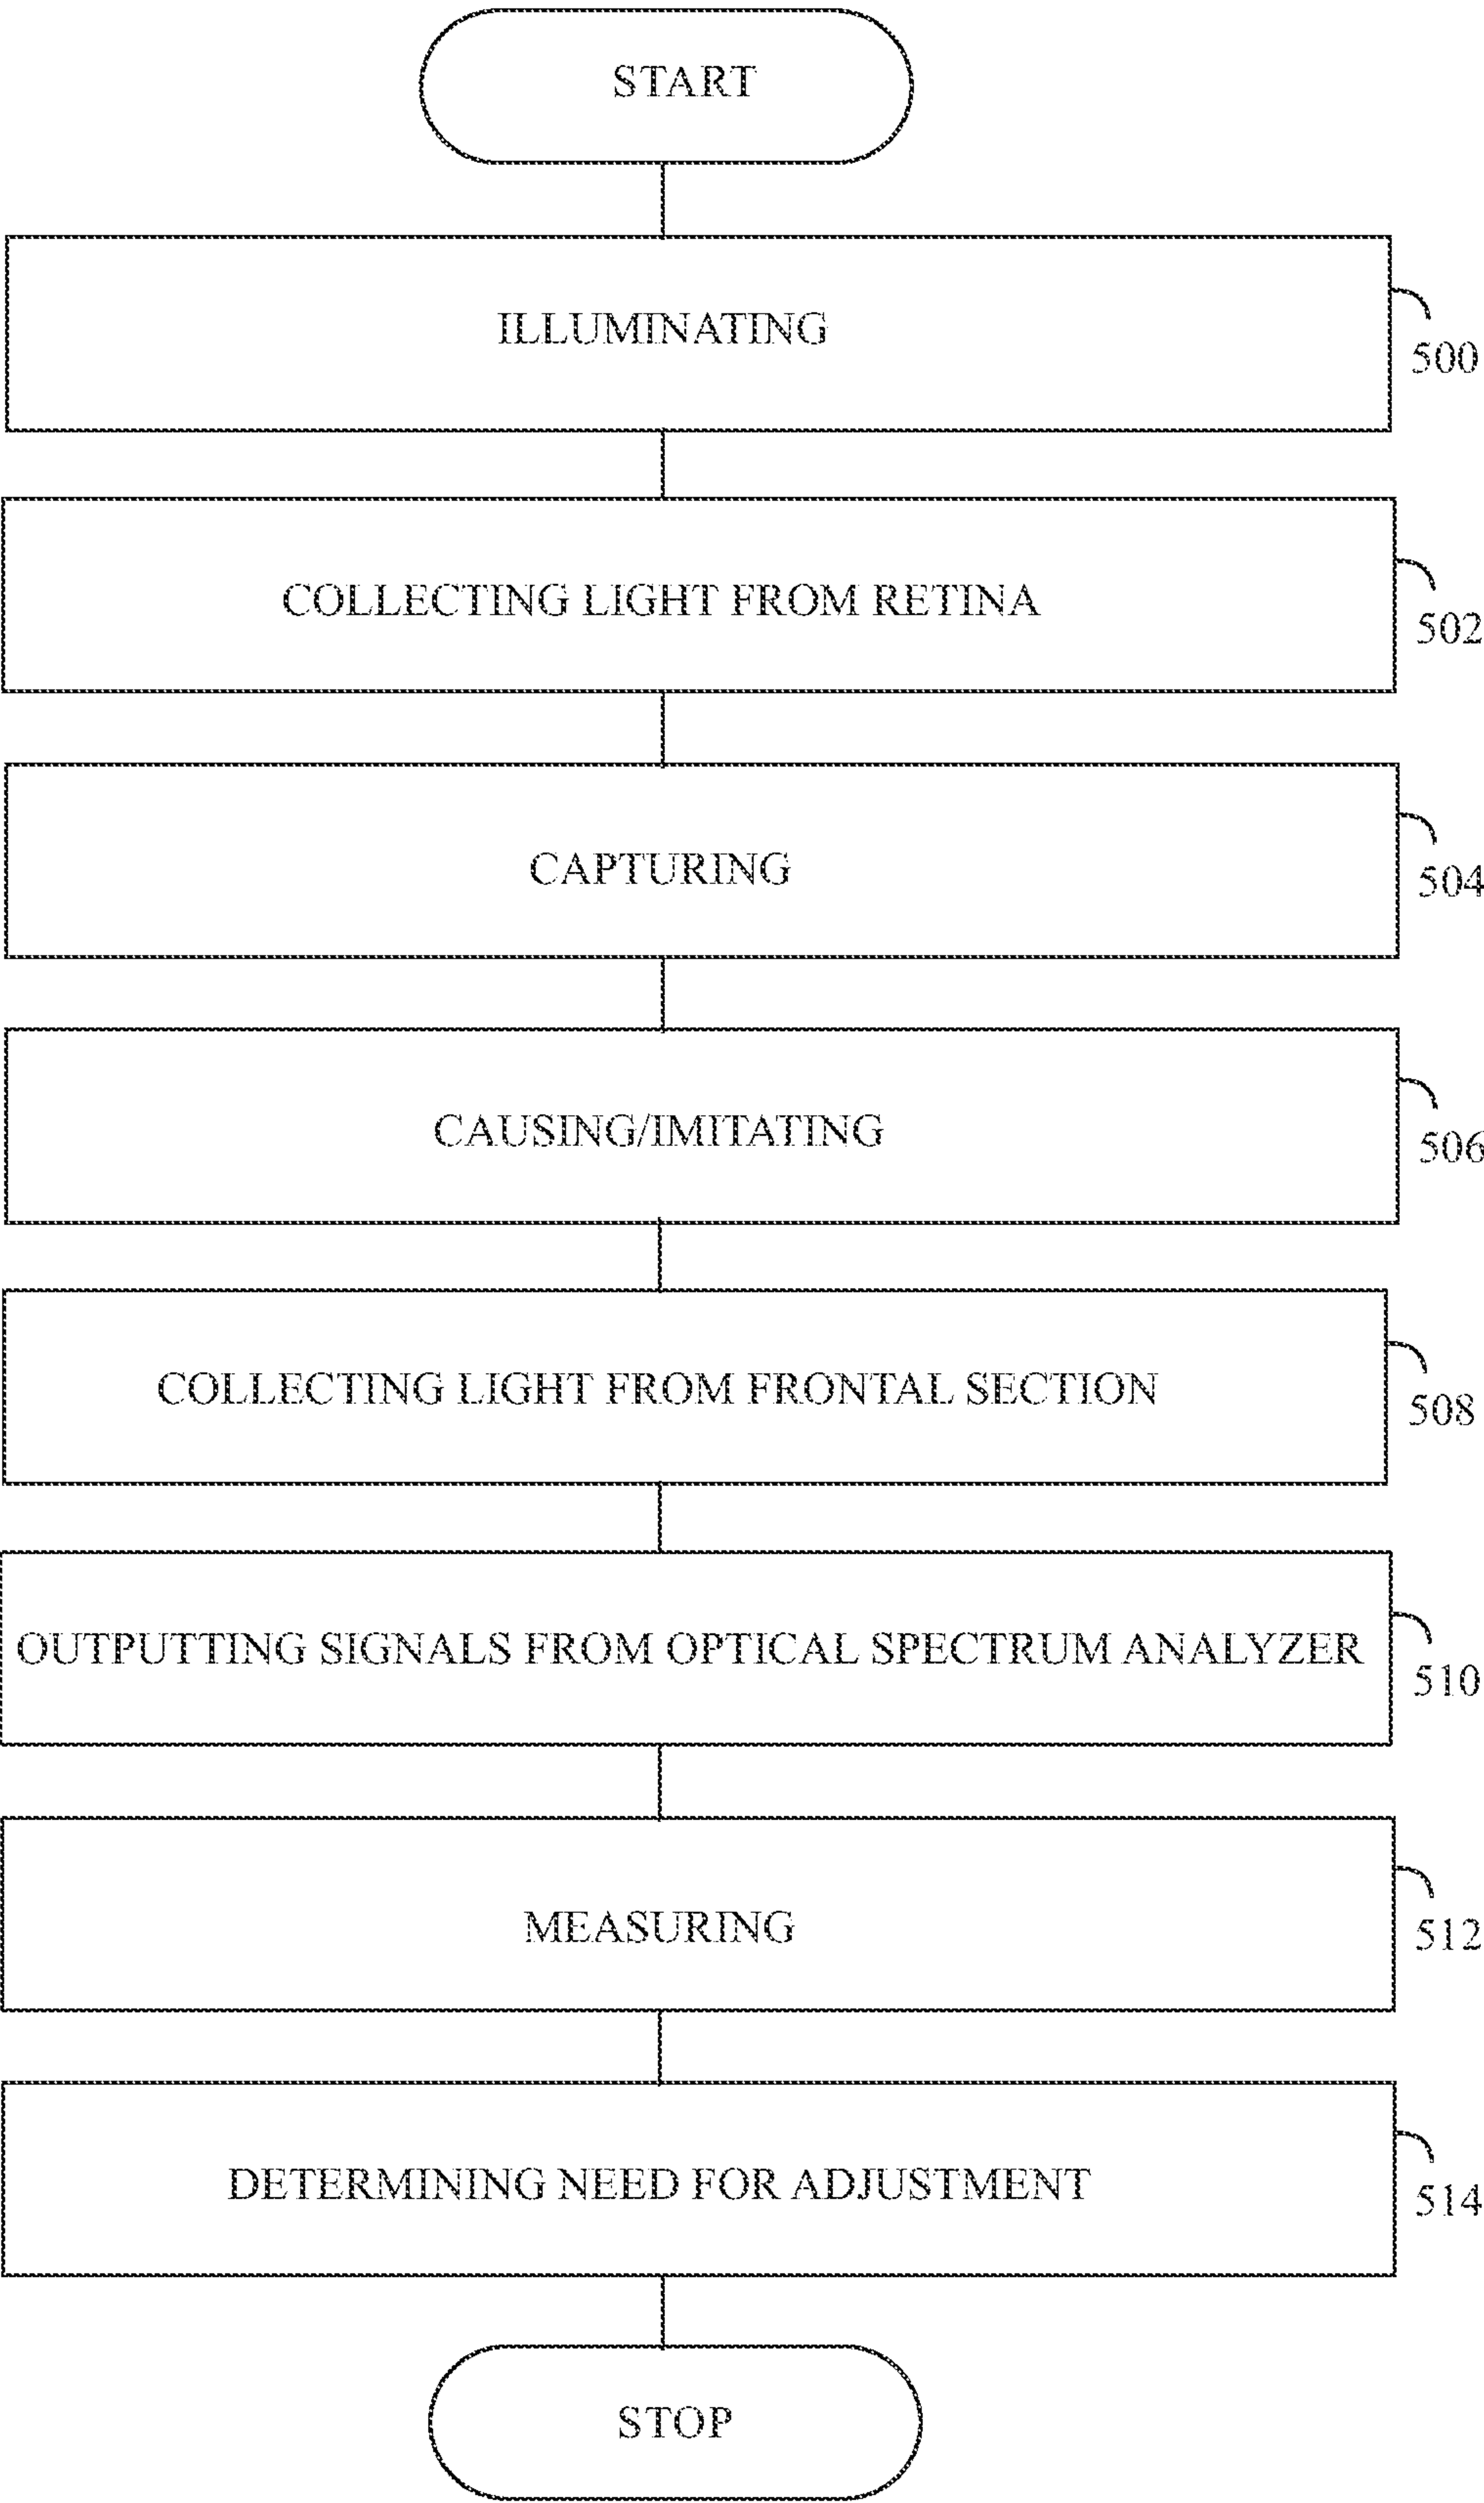 START
ILLUMINATING
500
COLLECTING LIGHT FROM RETINA
502
CAPTURING
504
CAUSING/IMITATING
506
COLLECTING LIGHT FROM FRONTAL SECTION
508
OUTPUTTING SIGNALS FROM OPTICAL SPECTRUM ANALYZER
510
MEASURING
512
DETERMINING NEED FOR ADJUSTMENT
514
STOP